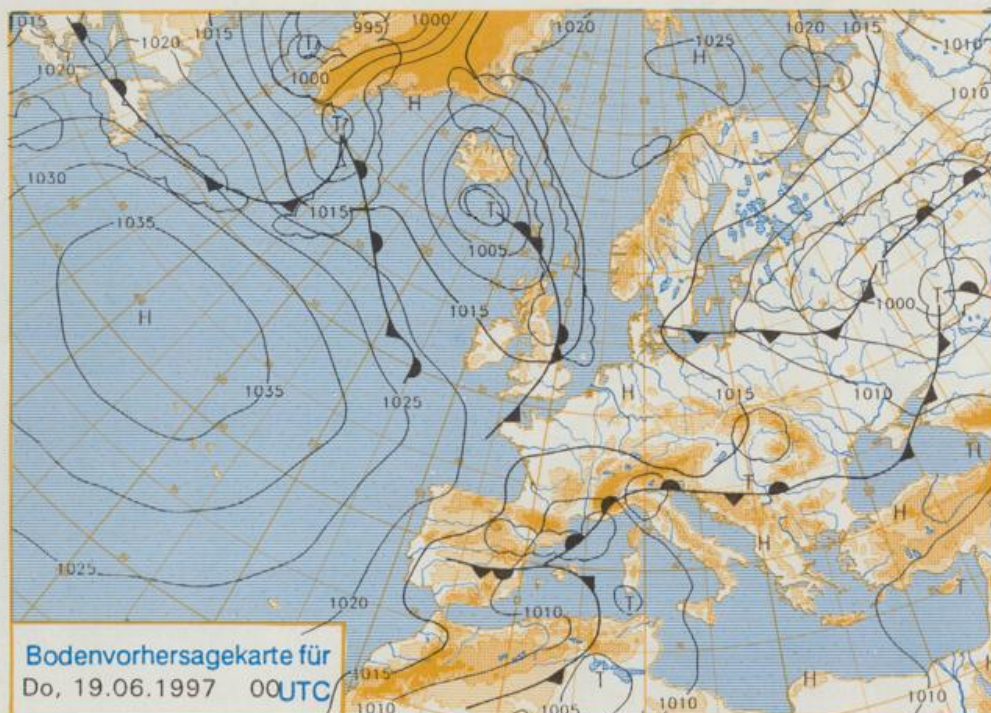 1015 995 1000 1020 1020 1015
1020 1015 T 1025 1010
1020 1000 H 1010
H
T
1030
1035 1015 T
1005 T
H 1015 1000 T
H
1035 1025 1015 1010
H
T
H
H
1025 T T
1020 1010
Bodenvorhersagekarte für
Do, 19.06.1997 00UTC
1015 T H H
1010 1005 1010 1010